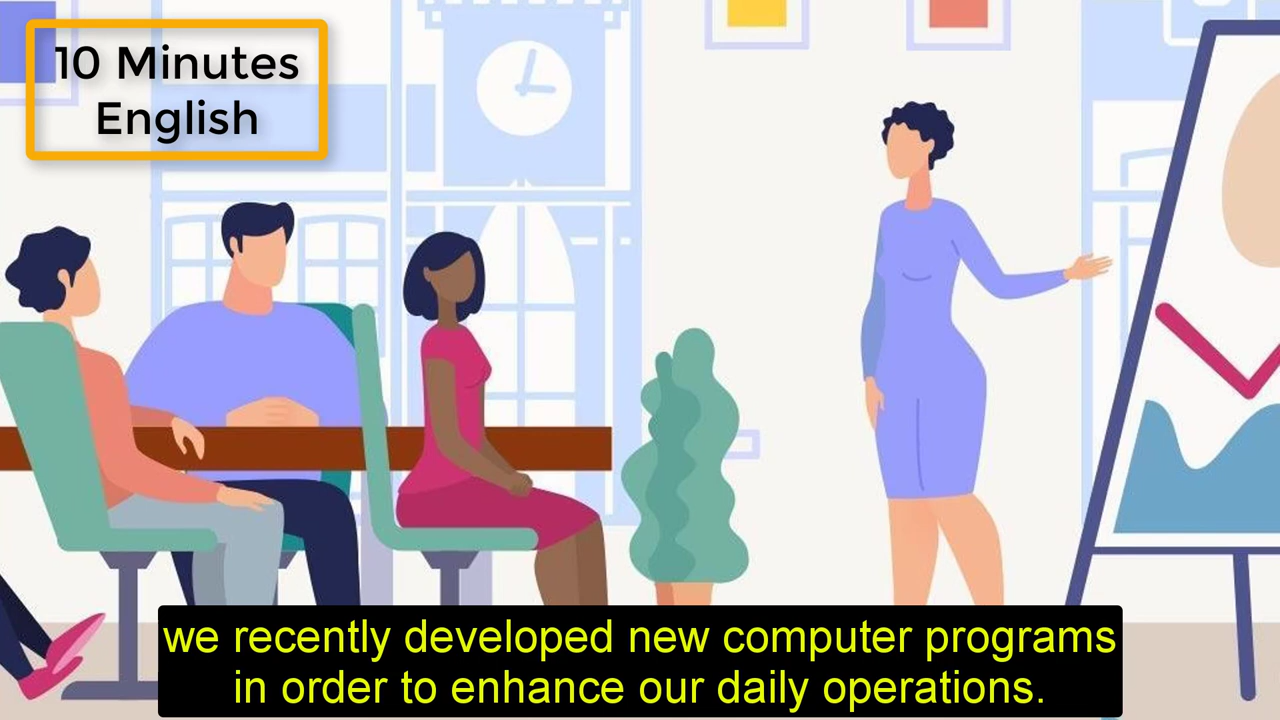 10 Minutes
English
we recently developed new computer programs
in order to enhance our daily operations.